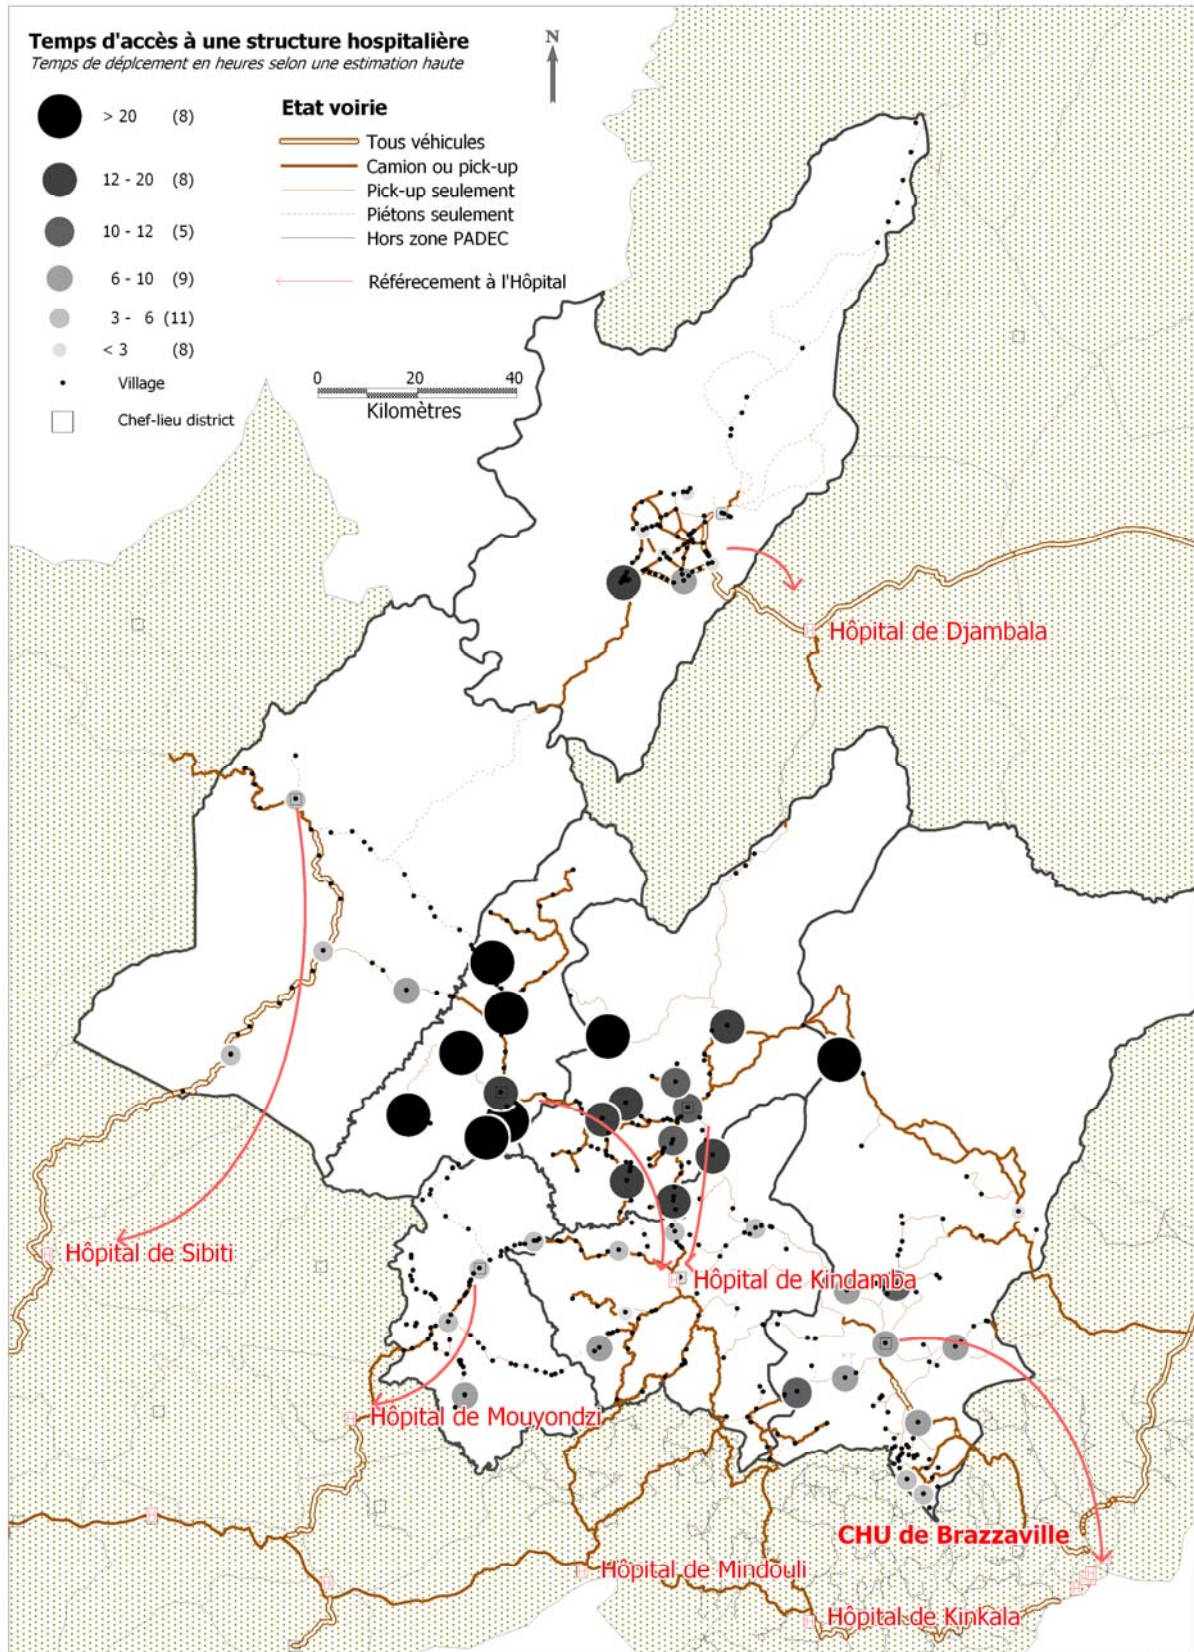 Temps d'accès à une structure hospitalière
Temps de déplcement en heures selon une estimation haute
N
> 20 (8)
12 - 20 (8)
10 - 12 (5)
6 - 10 (9)
3 - 6 (11)
< 3 (8)
Village
Chef-lieu district
Etat voirie
Tous véhicules
Camion ou pick-up
Pick-up seulement
Piétons seulement
Hors zone PADEC
Référecement à l'Hôpital
0 20 40
Kilomètres
Hôpital de Djambala
Hôpital de Sibiti
Hôpital de Kindamba
Hôpital de Mouyondzi
CHU de Brazzaville
Hôpital de Mindouli
Hôpital de Kinkala